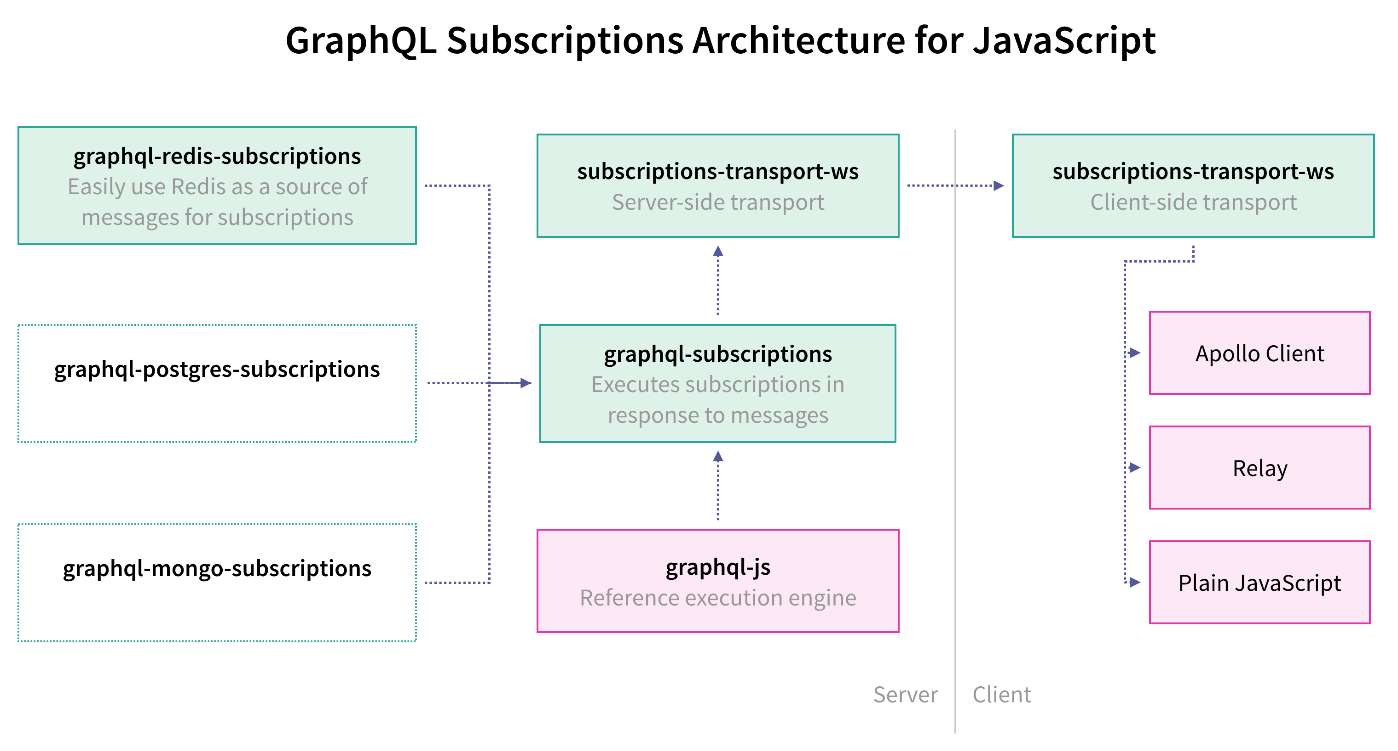 GraphQL Subscriptions Architecture for JavaScript
graphql-redis-subscriptions
Easily use Redis as a source of
messages for subscriptions
graphql-postgres-subscriptions
graphql-mongo-subscriptions
subscriptions-transport-ws
Server-side transport
graphql-subscriptions
Executes subscriptions in
response to messages
graphql-js
Reference execution engine
subscriptions-transport-ws
Client-side transport
Apollo Client
Relay
Plain JavaScript
Server
Client